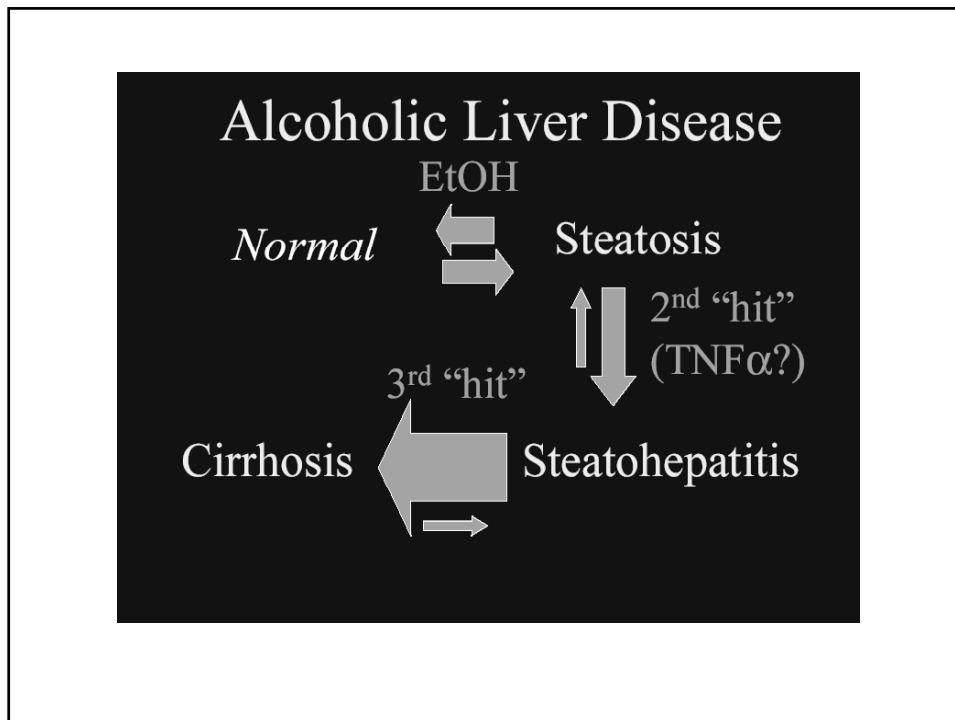 Alcoholic Liver Disease
EtOH
Normal
Steatosis
2nd “hit”
(TNFα?)
3rd “hit”
Cirrhosis
Steatohepatitis